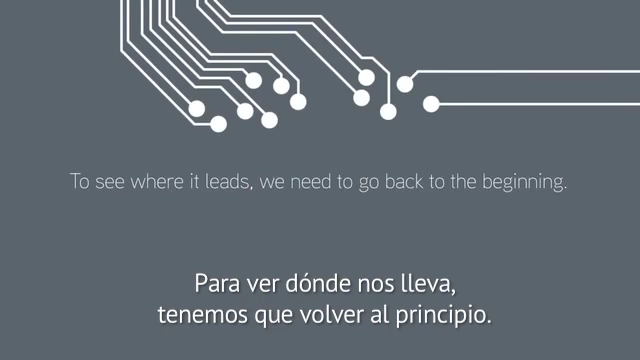 To see where it leads, we need to go back to the beginning.
Para ver dónde nos lleva,
tenemos que volver al principio.